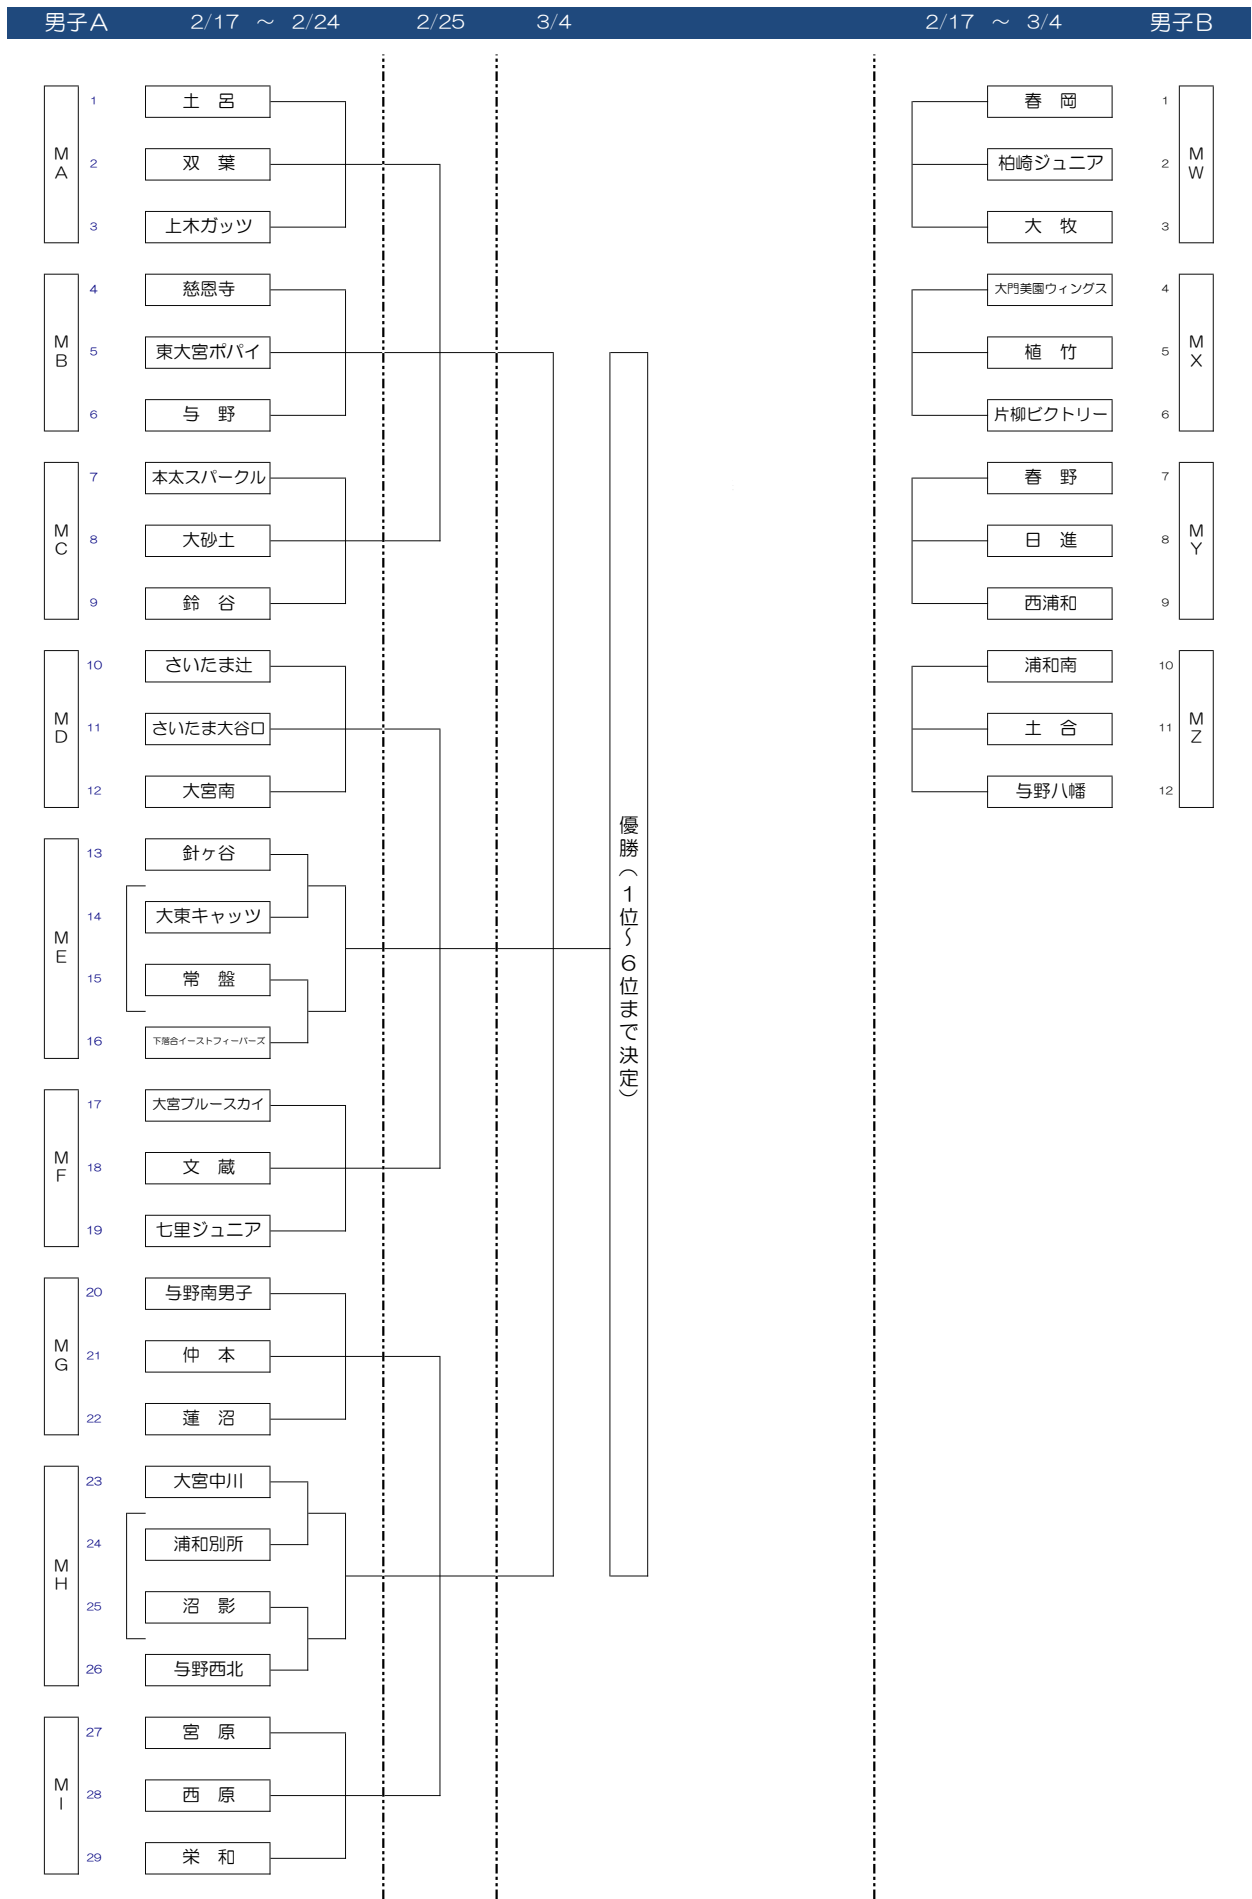 男子A 2/17 ～ 2/24 2/25 3/4 2/17 ～ 3/4 男子B
MA
1 土 呂
2 双 葉
3 上木ガッツ
MB
4 慈恩寺
5 東大宮ポパイ
6 与 野
MC
7 本太スパークル
8 大砂土
9 鈴 谷
MD
10 さいたま辻
11 さいたま大谷口
12 大宮南
ME
13 針ヶ谷
14 大東キャッツ
15 常 盤
16 下落合イーストフィーバーズ
MF
17 大宮ブルースカイ
18 文 蔵
19 七里ジュニア
MG
20 与野南男子
21 仲 本
22 蓮 沼
MH
23 大宮中川
24 浦和別所
25 沼 影
26 与野西北
MI
27 宮 原
28 西 原
29 栄 和
優勝（１位～６位まで決定）
春 岡 1
柏崎ジュニア 2
大 牧 3
MW
大門美園ウィングス 4
植 竹 5
片柳ビクトリー 6
MX
春 野 7
日 進 8
西浦和 9
MY
浦和南 10
土 合 11
与野八幡 12
MZ